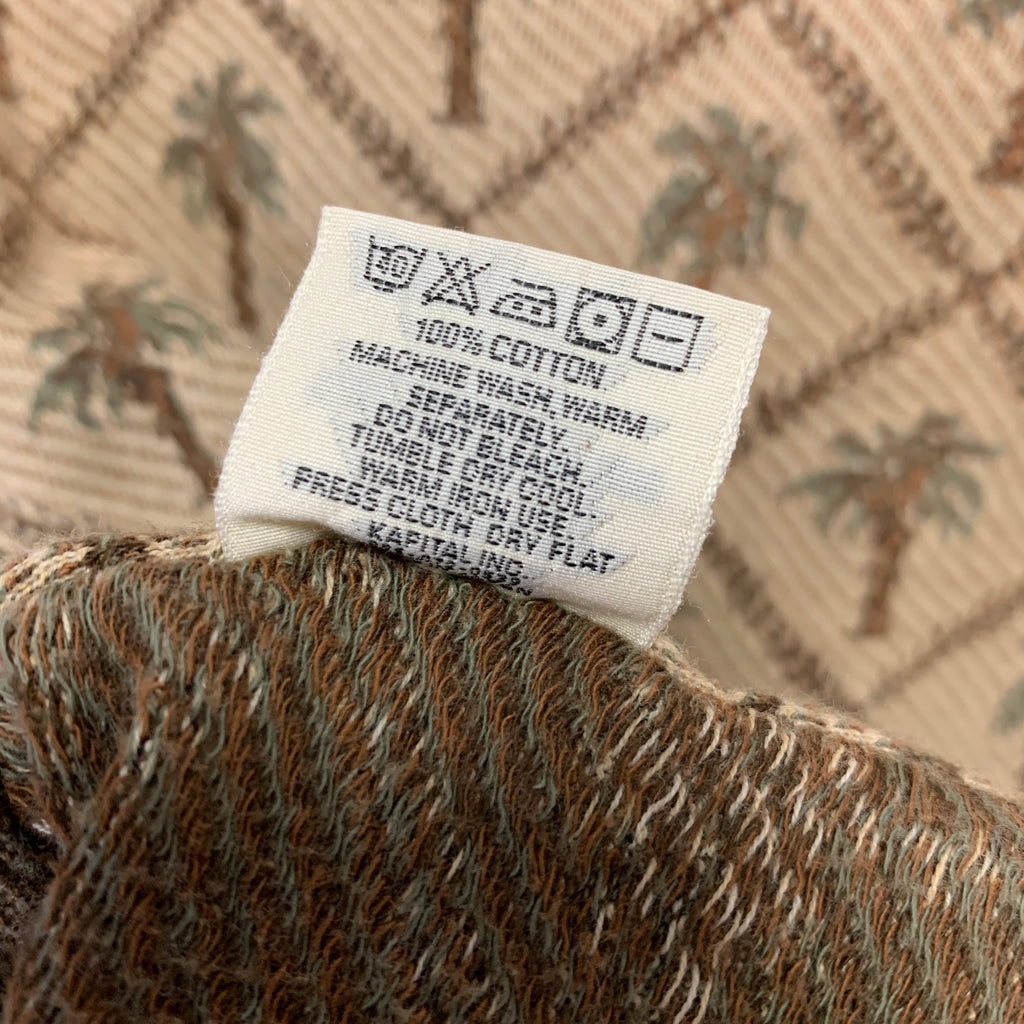 40
100% COTTON
MACHINE WASH, WARM
SEPARATELY.
DO NOT BLEACH.
TUMBLE DRY COOL.
WARM IRON USE
PRESS CLOTH, DRY FLAT
KAPITAL, INC.